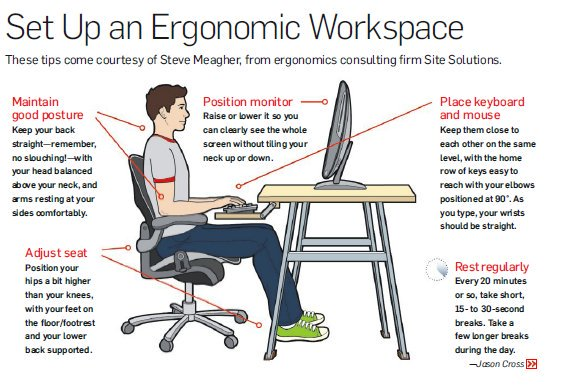 Set Up an Ergonomic Workspace
These tips come courtesy of Steve Meagher, from ergonomics consulting firm Site Solutions.
Maintain
good posture
Keep your back
straight—remember,
no slouching!—with
your head balanced
above your neck, and
arms resting at your
sides comfortably.
Position monitor
Raise or lower it so you
can clearly see the whole
screen without tiling your
neck up or down.
Place keyboard
and mouse
Keep them close to
each other on the same
level, with the home
row of keys easy to
reach with your elbows
positioned at 90°. As
you type, your wrists
should be straight.
Adjust seat
Position your
hips a bit higher
than your knees,
with your feet on
the floor/footrest
and your lower
back supported.
Rest regularly
Every 20 minutes
or so, take short,
15- to 30-second
breaks. Take a
few longer breaks
during the day.
—Jason Cross